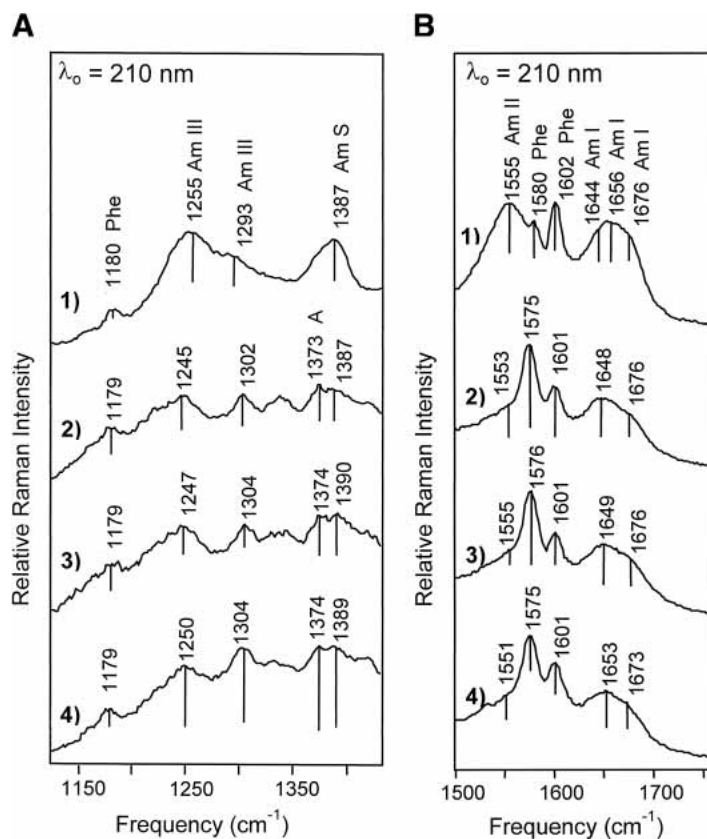 A
λo = 210 nm
1180 Phe
1255 Am III
1293 Am III
1387 Am S
1)
1179
1245
1302
1373 A
1387
2)
1179
1247
1304
1374
1390
3)
1179
1250
1304
1374
1389
4)
Relative Raman Intensity
1150
1250
1350
Frequency (cm-1)
B
λo = 210 nm
1555 Am II
1580 Phe
1602 Phe
1644 Am I
1656 Am I
1676 Am I
1)
1553
1575
1601
1648
1676
2)
1555
1576
1601
1649
1676
3)
1551
1575
1601
1653
1673
4)
Relative Raman Intensity
1500
1600
1700
Frequency (cm-1)